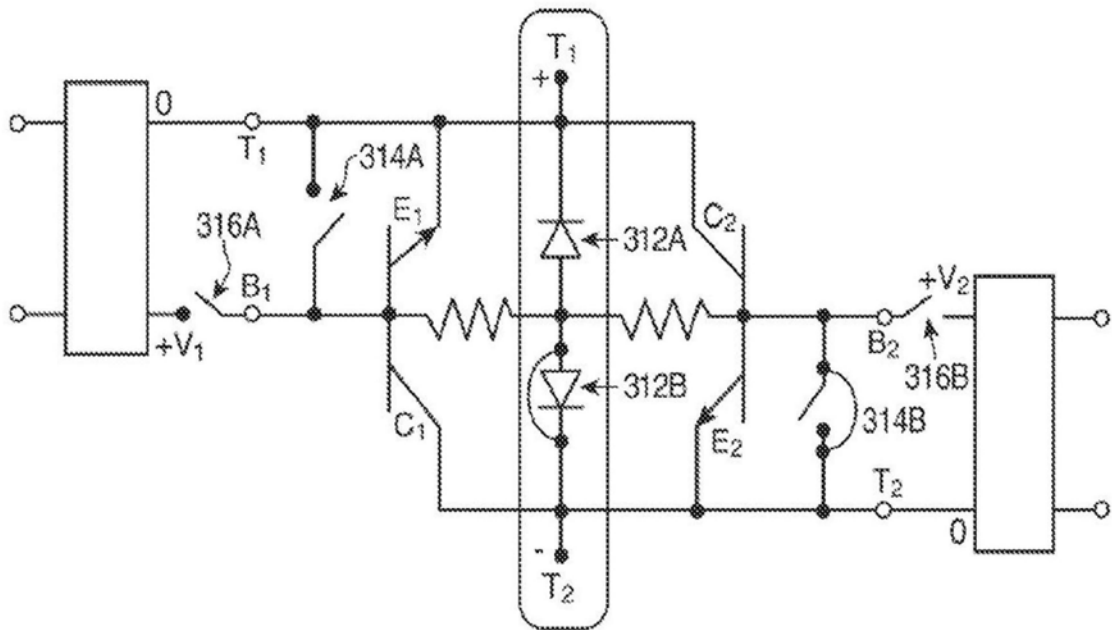 T1
+
0
T1
314A
E1
C2
316A
312A
B1
+V2
+V1
B2
316B
312B
C1
E2
314B
T2
0
-
T2